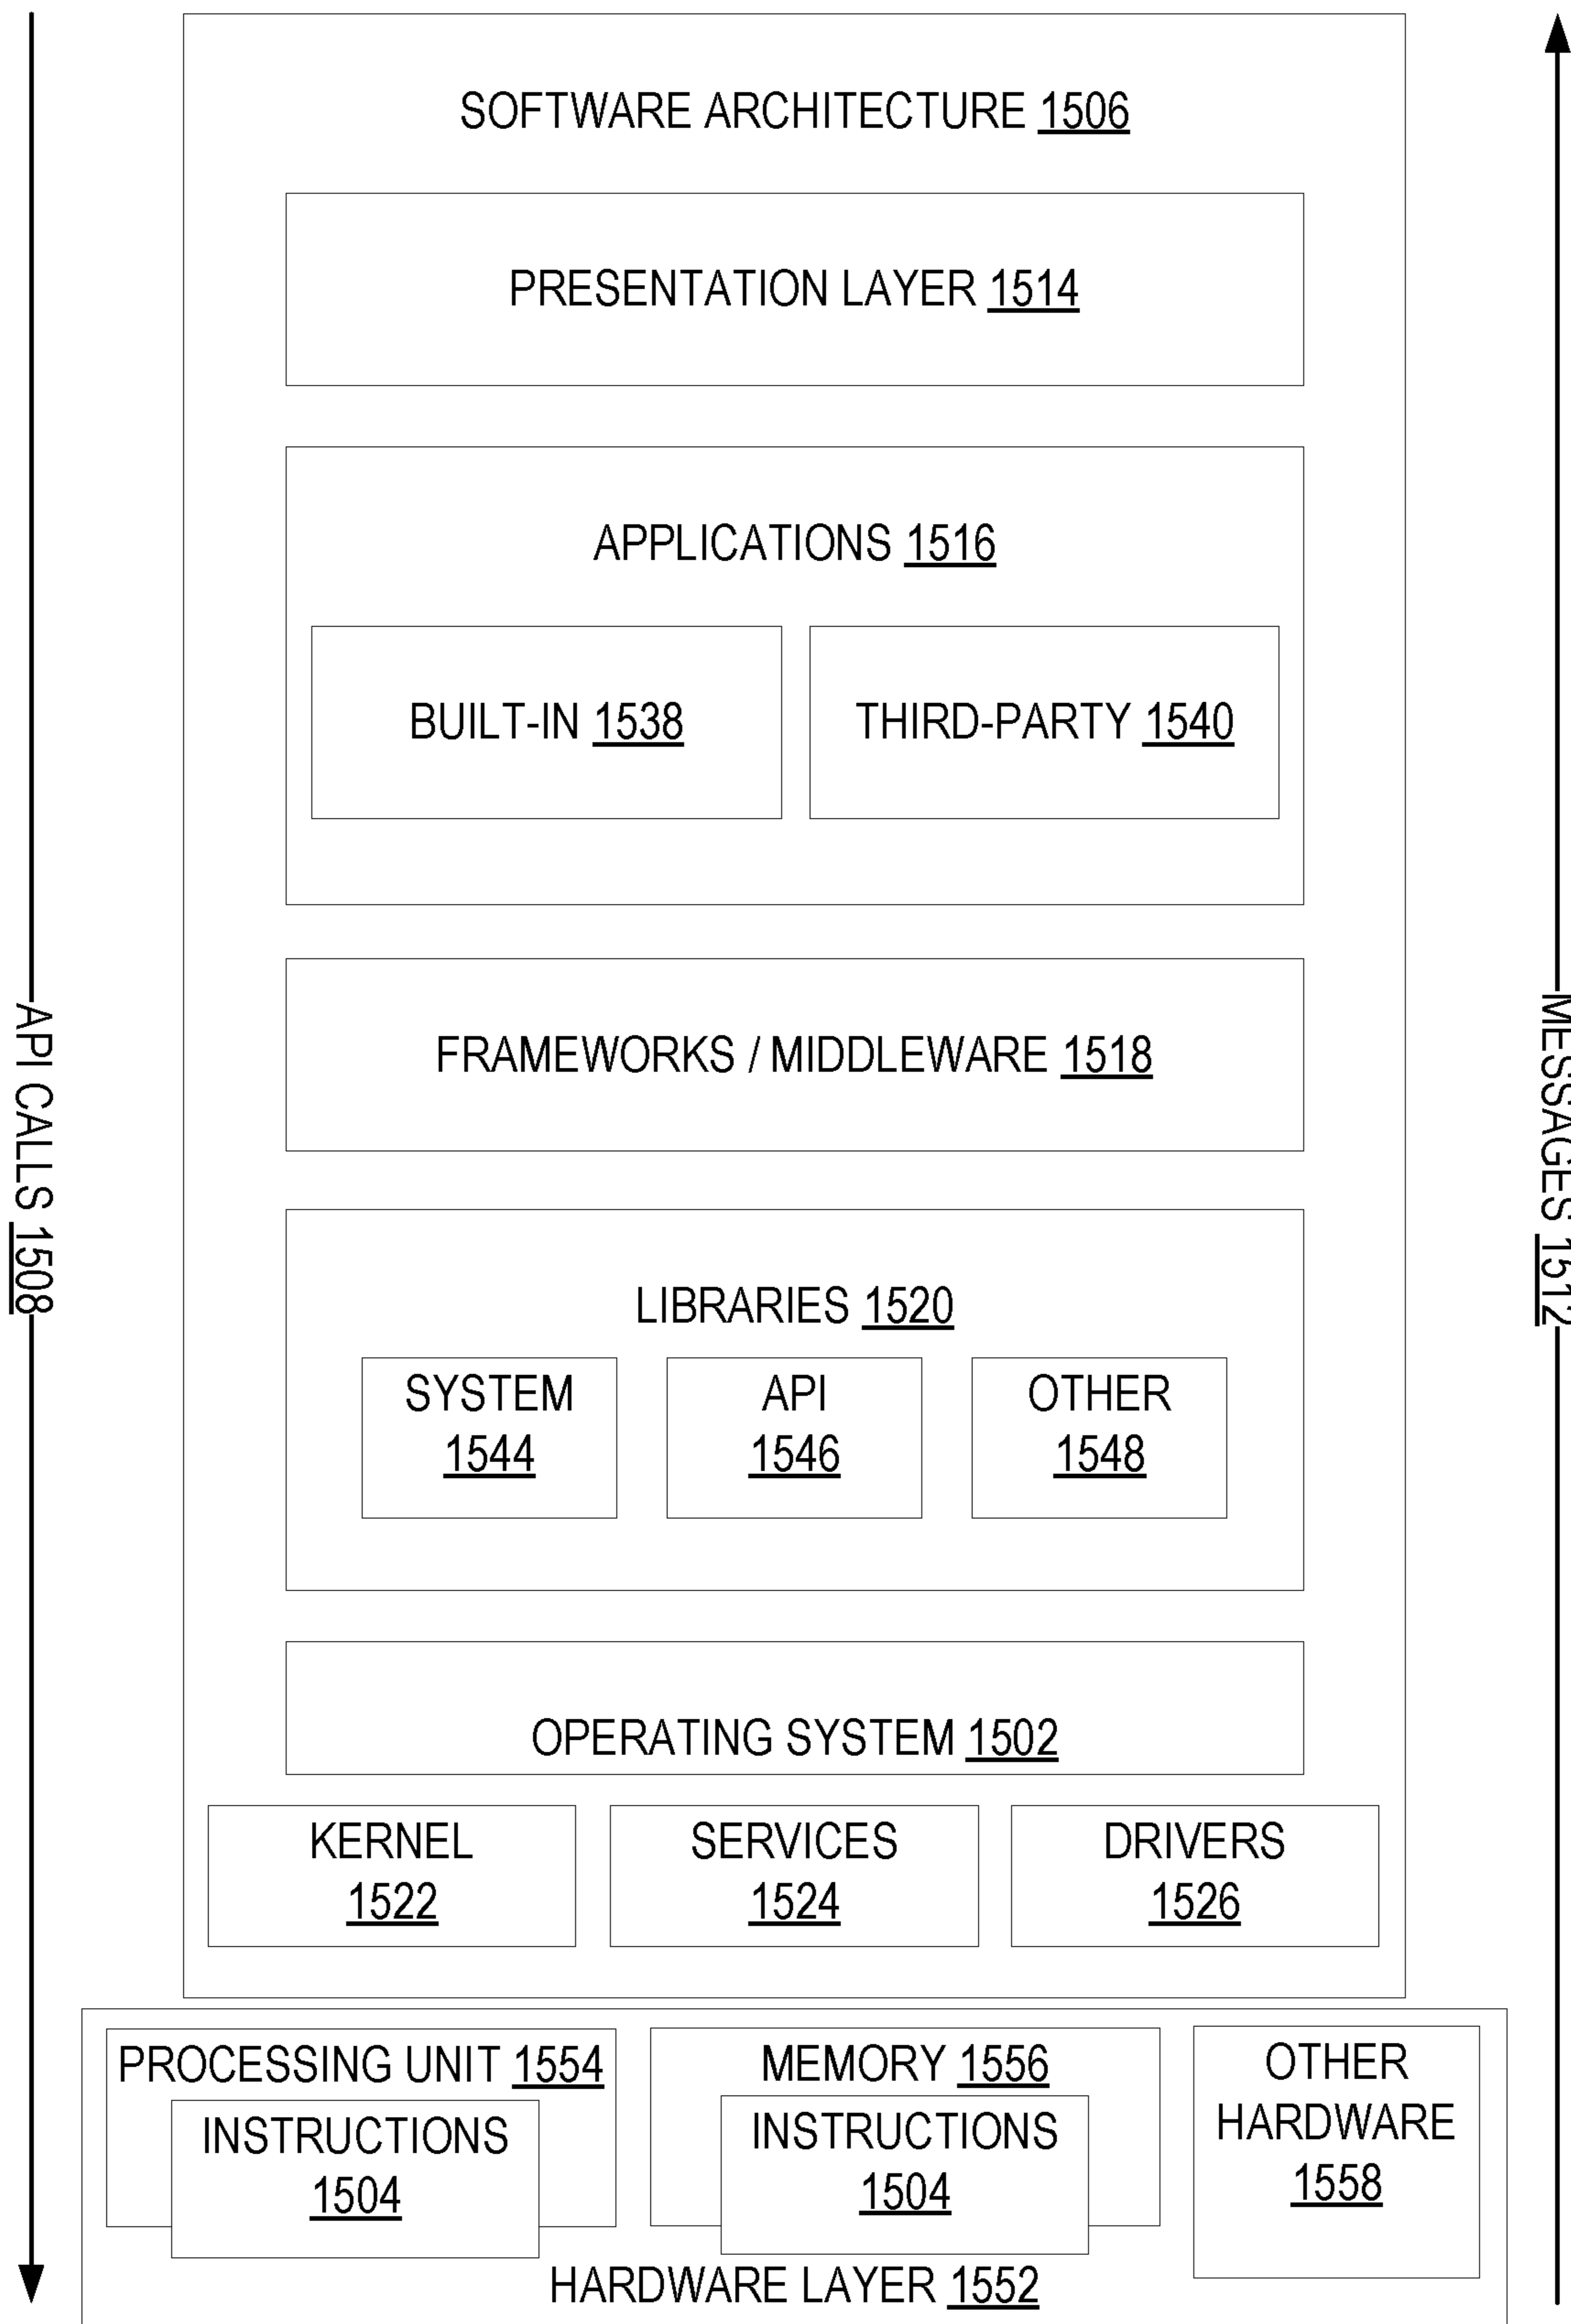 SOFTWARE ARCHITECTURE 1506
PRESENTATION LAYER 1514
APPLICATIONS 1516
BUILT-IN 1538
THIRD-PARTY 1540
FRAMEWORKS / MIDDLEWARE 1518
API CALLS 1508
MESSAGES 1512
LIBRARIES 1520
SYSTEM
1544
API
1546
OTHER
1548
OPERATING SYSTEM 1502
KERNEL
1522
SERVICES
1524
DRIVERS
1526
PROCESSING UNIT 1554
INSTRUCTIONS
1504
MEMORY 1556
INSTRUCTIONS
1504
OTHER
HARDWARE
1558
HARDWARE LAYER 1552